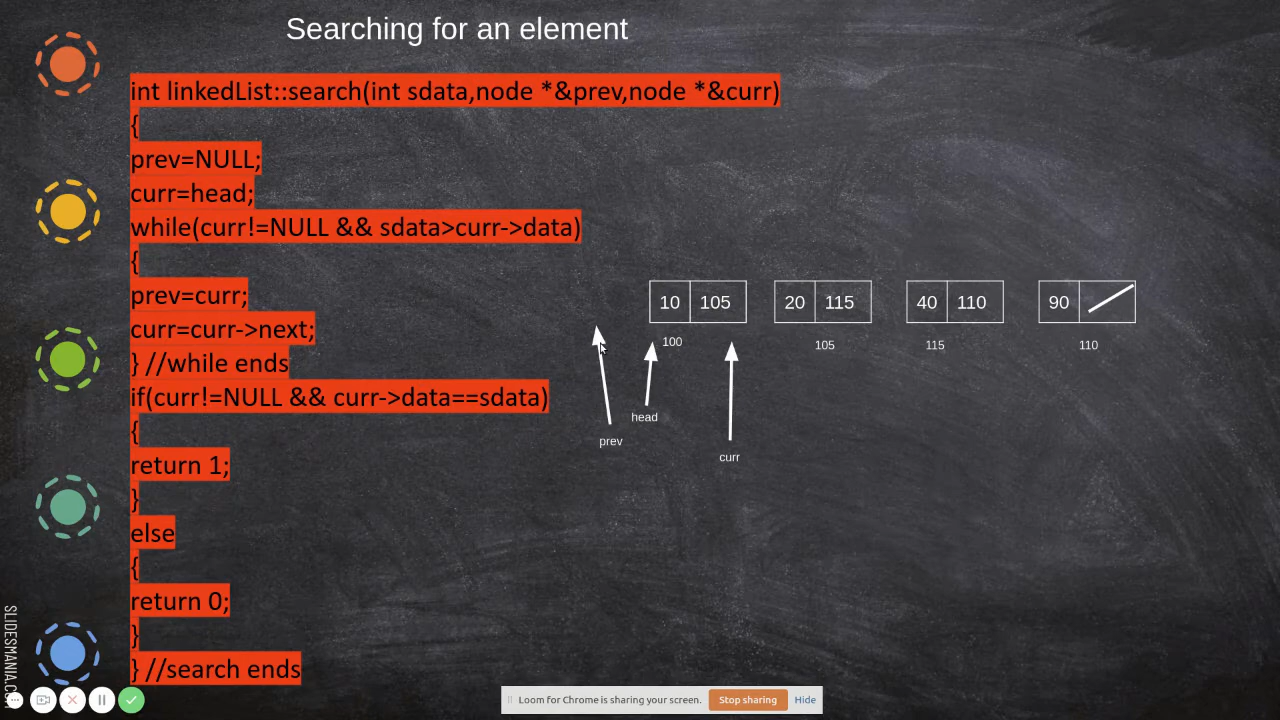 Searching for an element
int linkedList::search(int sdata,node *&prev,node *&curr)
{
prev=NULL;
curr=head;
while(curr!=NULL && sdata>curr->data)
{
prev=curr;
curr=curr->next;
} //while ends
if(curr!=NULL && curr->data==sdata)
{
return 1;
}
else
{
return 0;
}
} //search ends
10 105 20 115 40 110 90
100 105 115 110
head
prev
curr
Loom for Chrome is sharing your screen. Stop sharing Hide